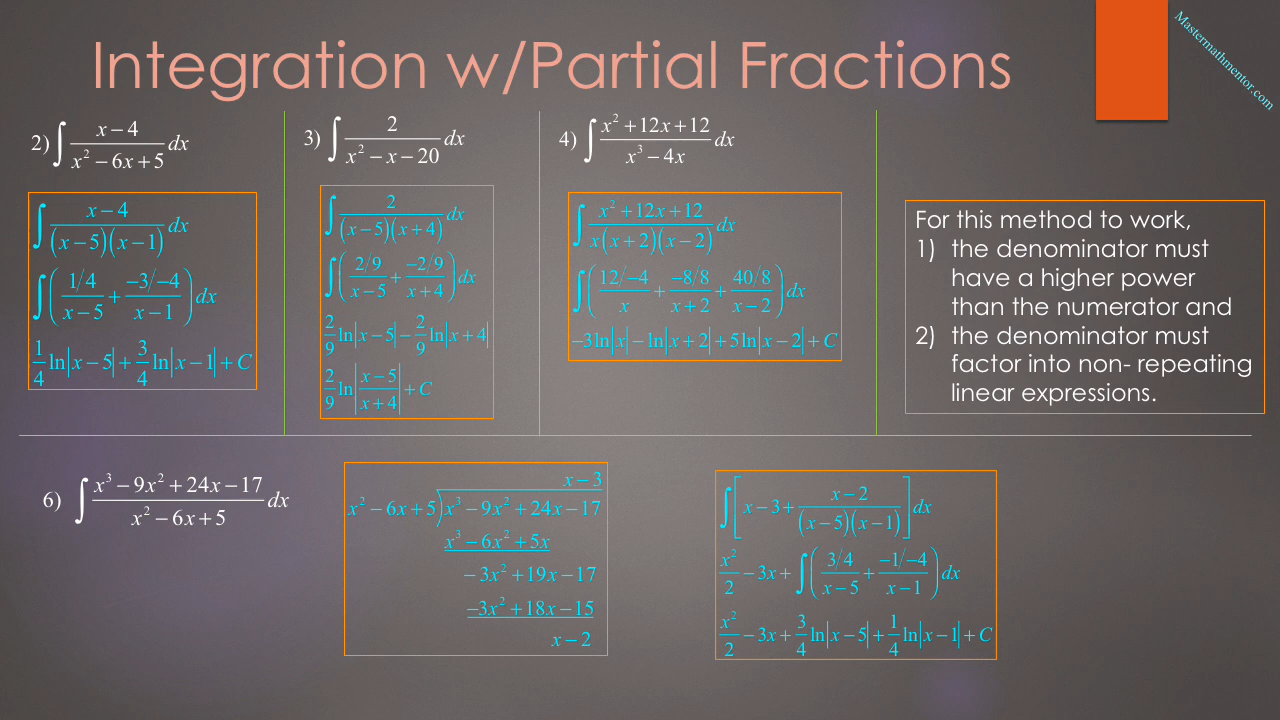 Integration w/Partial Fractions
Mastermathmentor.com
2) ∫ (x − 4)/(x² − 6x + 5) dx
∫ (x − 4)/((x − 5)(x − 1)) dx
∫ ((1/4)/(x − 5) + (−3/−4)/(x − 1)) dx
1/4 ln|x − 5| + 3/4 ln|x − 1| + C
3) ∫ 2/(x² − x − 20) dx
∫ 2/((x − 5)(x + 4)) dx
∫ ((2/9)/(x − 5) + (−2/9)/(x + 4)) dx
2/9 ln|x − 5| − 2/9 ln|x + 4|
2/9 ln|(x − 5)/(x + 4)| + C
4) ∫ (x² + 12x + 12)/(x³ − 4x) dx
∫ (x² + 12x + 12)/(x(x + 2)(x − 2)) dx
∫ ((12/−4)/x + (−8/8)/(x + 2) + (40/8)/(x − 2)) dx
−3ln|x| − ln|x + 2| + 5ln|x − 2| + C
For this method to work,
1) the denominator must
have a higher power
than the numerator and
2) the denominator must
factor into non- repeating
linear expressions.
6) ∫ (x³ − 9x² + 24x − 17)/(x² − 6x + 5) dx
x − 3
x² − 6x + 5)x³ − 9x² + 24x − 17
x³ − 6x² + 5x
− 3x² + 19x − 17
−3x² + 18x − 15
x − 2
∫ [x − 3 + (x − 2)/((x − 5)(x − 1))] dx
x²/2 − 3x + ∫ ((3/4)/(x − 5) + (−1/−4)/(x − 1)) dx
x²/2 − 3x + 3/4 ln|x − 5| + 1/4 ln|x − 1| + C